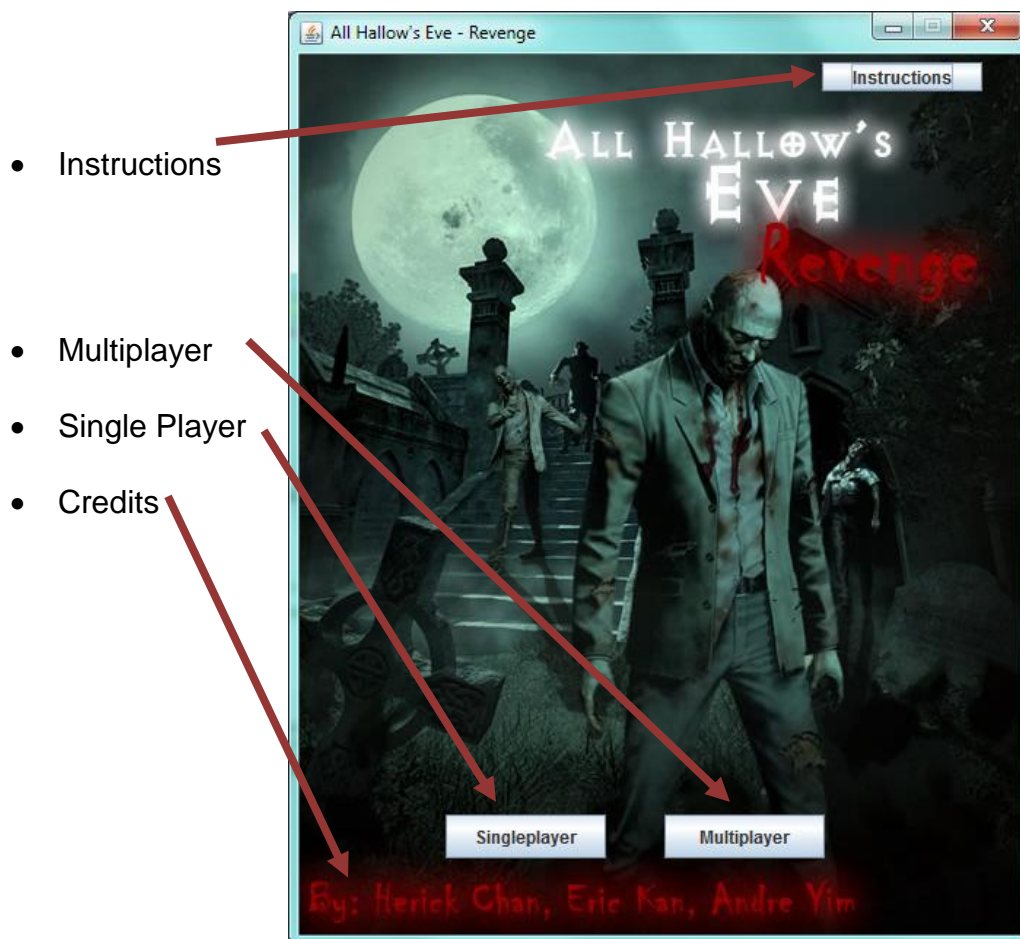 All Hallow's Eve - Revenge
Instructions
All Hallow's
Eve
Revenge
• Instructions
• Multiplayer
• Single Player
• Credits
Singleplayer
Multiplayer
By: Herick Chan, Eric Kan, Andre Yim